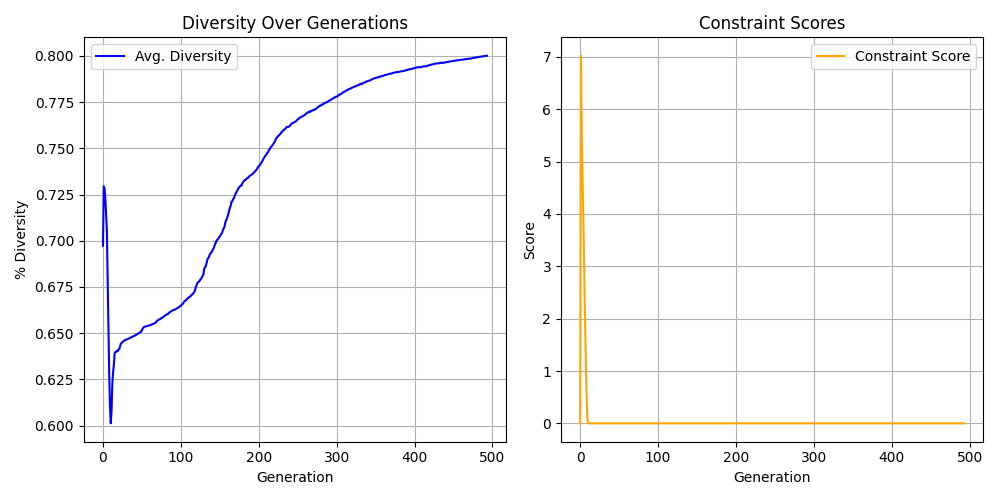 Diversity Over Generations
Avg. Diversity
% Diversity
0.800
0.775
0.750
0.725
0.700
0.675
0.650
0.625
0.600
0 100 200 300 400 500
Generation
Constraint Scores
Constraint Score
Score
7
6
5
4
3
2
1
0
0 100 200 300 400 500
Generation